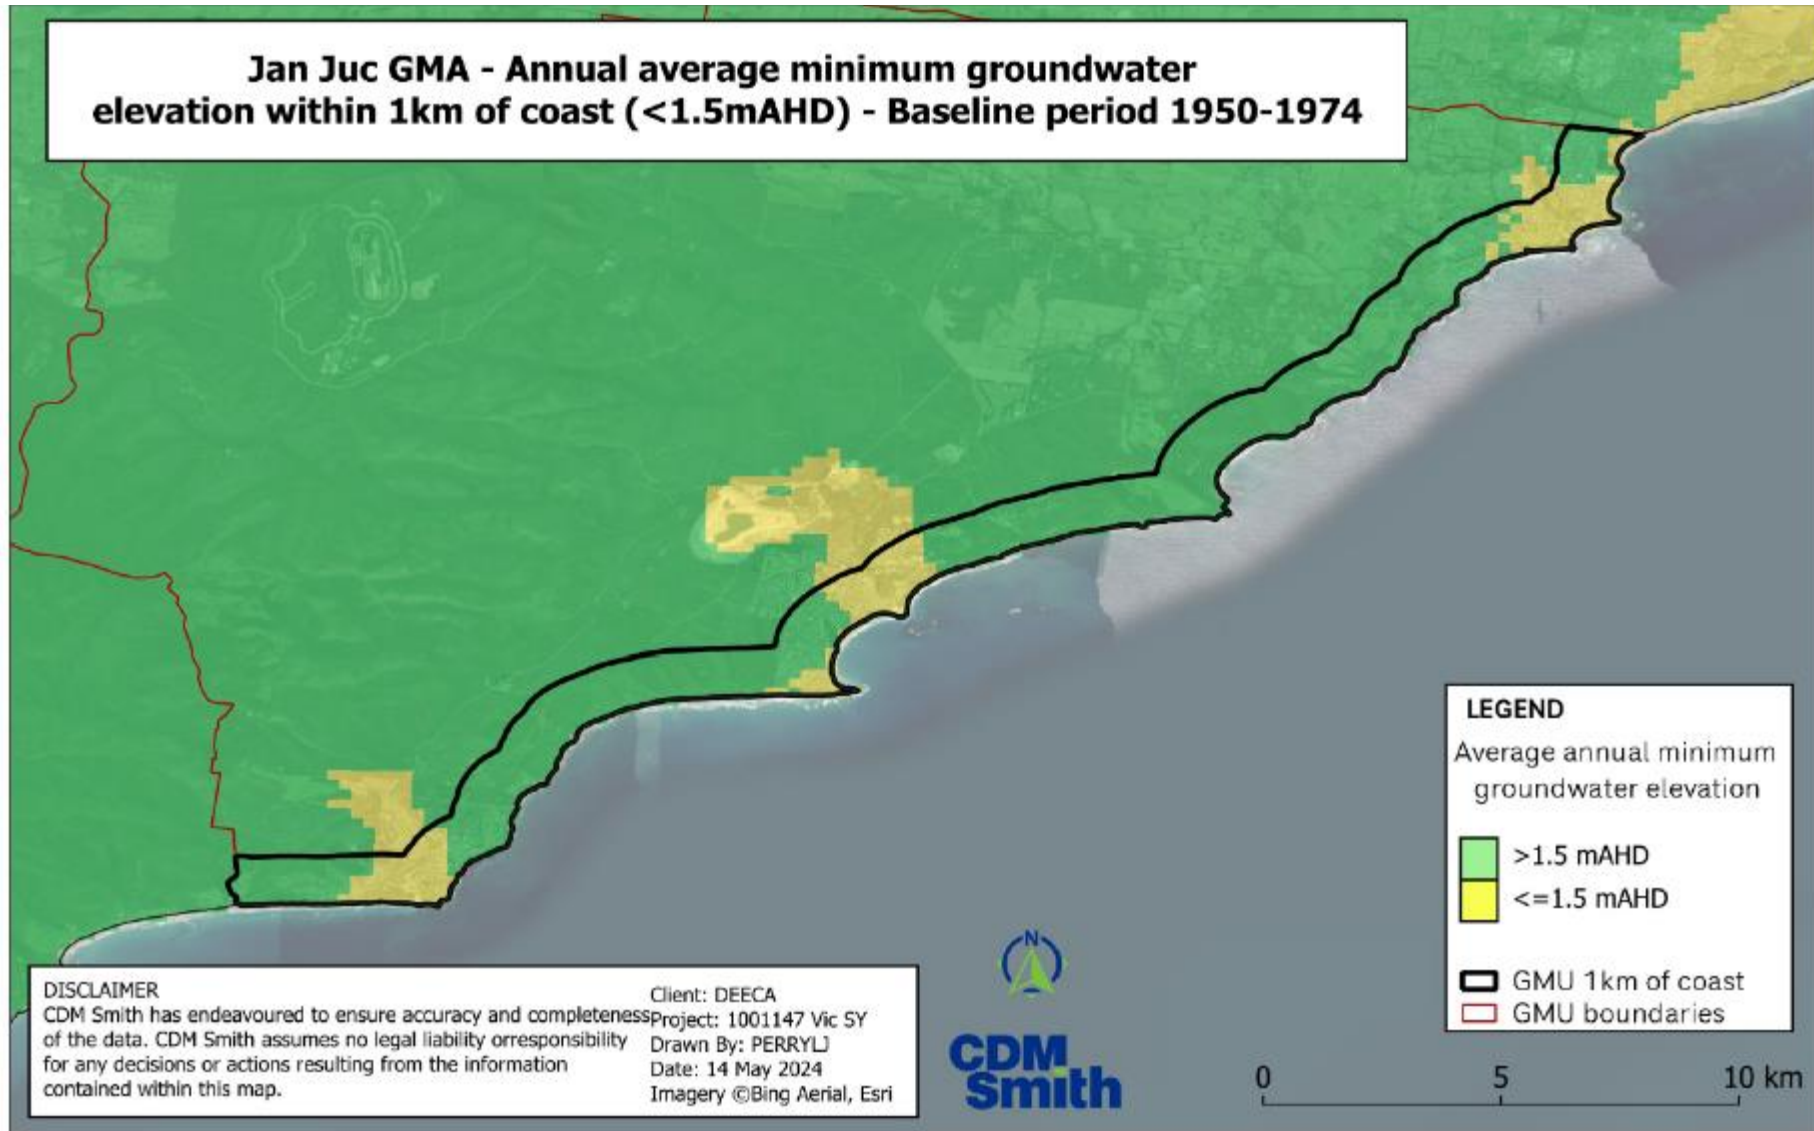 Jan Juc GMA - Annual average minimum groundwater
elevation within 1km of coast (<1.5mAHD) - Baseline period 1950-1974
LEGEND
Average annual minimum
groundwater elevation
>1.5 mAHD
<=1.5 mAHD
GMU 1km of coast
GMU boundaries
DISCLAIMER
CDM Smith has endeavoured to ensure accuracy and completeness
of the data. CDM Smith assumes no legal liability orresponsibility
for any decisions or actions resulting from the information
contained within this map.
Client: DEECA
Project: 1001147 Vic SY
Drawn By: PERRYLJ
Date: 14 May 2024
Imagery ©Bing Aerial, Esri
N
CDM
Smith
0 5 10 km